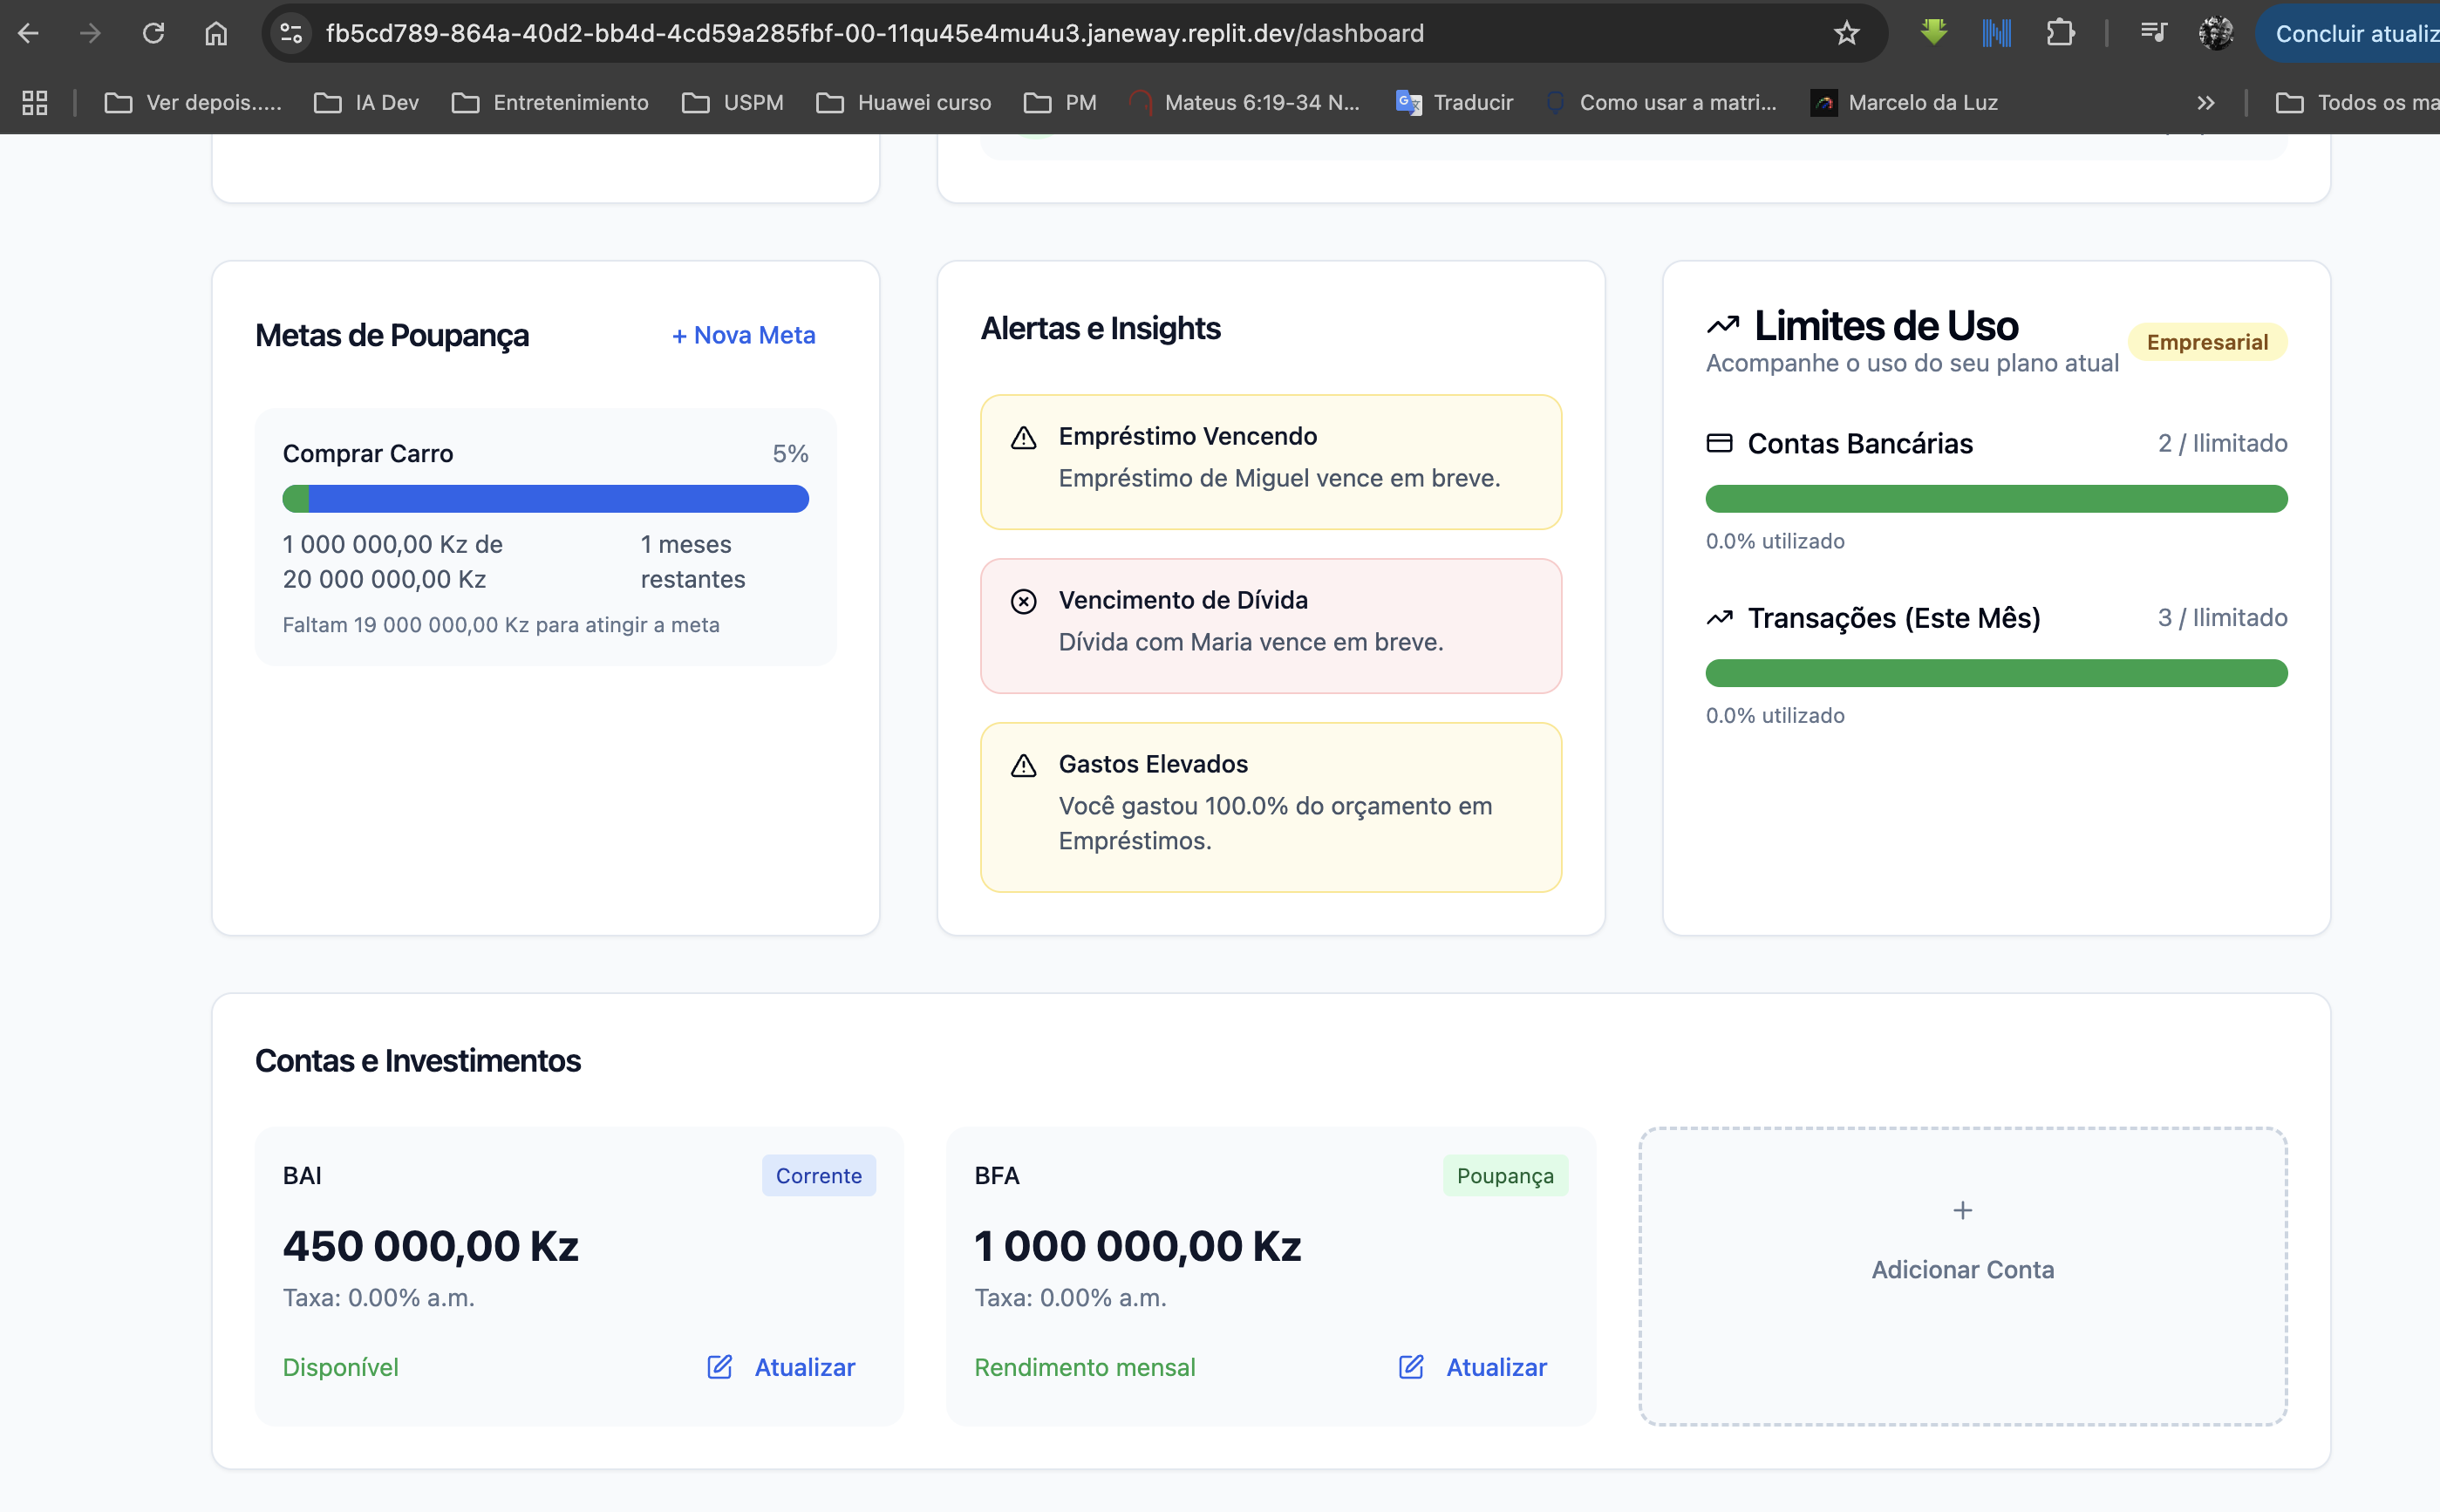 fb5cd789-864a-40d2-bb4d-4cd59a285fbf-00-11qu45e4mu4u3.janeway.replit.dev/dashboard
Concluir atualiz
Ver depois.....
IA Dev
Entretenimiento
USPM
Huawei curso
PM
Mateus 6:19-34 N...
Traducir
Como usar a matri...
Marcelo da Luz
Todos os ma
Metas de Poupança
+ Nova Meta
Comprar Carro
5%
1 000 000,00 Kz de
20 000 000,00 Kz
1 meses
restantes
Faltam 19 000 000,00 Kz para atingir a meta
Alertas e Insights
Empréstimo Vencendo
Empréstimo de Miguel vence em breve.
Vencimento de Dívida
Dívida com Maria vence em breve.
Gastos Elevados
Você gastou 100.0% do orçamento em
Empréstimos.
Limites de Uso
Acompanhe o uso do seu plano atual
Empresarial
Contas Bancárias
2 / Ilimitado
0.0% utilizado
Transações (Este Mês)
3 / Ilimitado
0.0% utilizado
Contas e Investimentos
BAI
Corrente
450 000,00 Kz
Taxa: 0.00% a.m.
Disponível
Atualizar
BFA
Poupança
1 000 000,00 Kz
Taxa: 0.00% a.m.
Rendimento mensal
Atualizar
+
Adicionar Conta